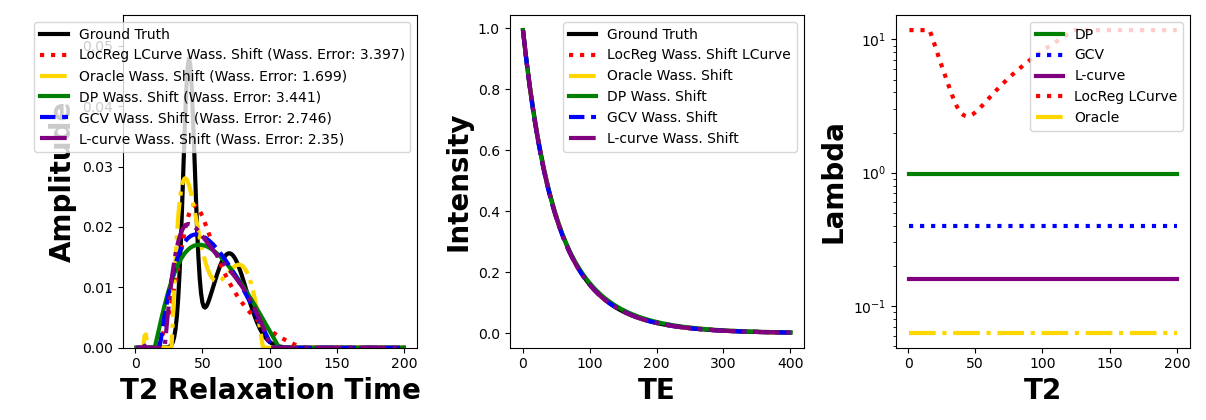 Amplitude
0.05
0.04
0.03
0.02
0.01
0.00
Ground Truth
LocReg LCurve Wass. Shift (Wass. Error: 3.397)
Oracle Wass. Shift (Wass. Error: 1.699)
DP Wass. Shift (Wass. Error: 3.441)
GCV Wass. Shift (Wass. Error: 2.746)
L-curve Wass. Shift (Wass. Error: 2.35)
0 50 100 150 200
T2 Relaxation Time
Intensity
1.0
0.8
0.6
0.4
0.2
0.0
Ground Truth
LocReg Wass. Shift LCurve
Oracle Wass. Shift
DP Wass. Shift
GCV Wass. Shift
L-curve Wass. Shift
0 100 200 300 400
TE
Lambda
10¹
10⁰
10⁻¹
DP
GCV
L-curve
LocReg LCurve
Oracle
0 50 100 150 200
T2